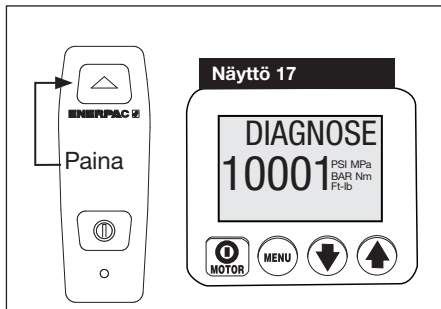 ENERPAC
Paina
Näyttö 17
DIAGNOSE
10001
PSI MPa
BAR Nm
Ft-lb
MOTOR
MENU